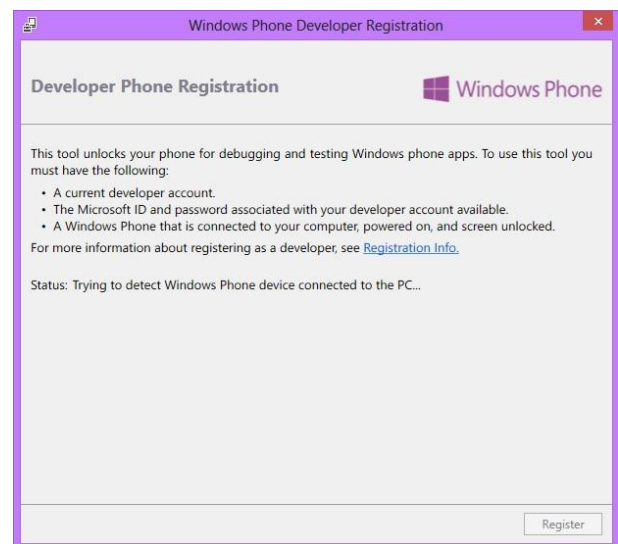 Windows Phone Developer Registration
Developer Phone Registration
Windows Phone
This tool unlocks your phone for debugging and testing Windows phone apps. To use this tool you
must have the following:
• A current developer account.
• The Microsoft ID and password associated with your developer account available.
• A Windows Phone that is connected to your computer, powered on, and screen unlocked.
For more information about registering as a developer, see Registration Info.
Status: Trying to detect Windows Phone device connected to the PC...
Register